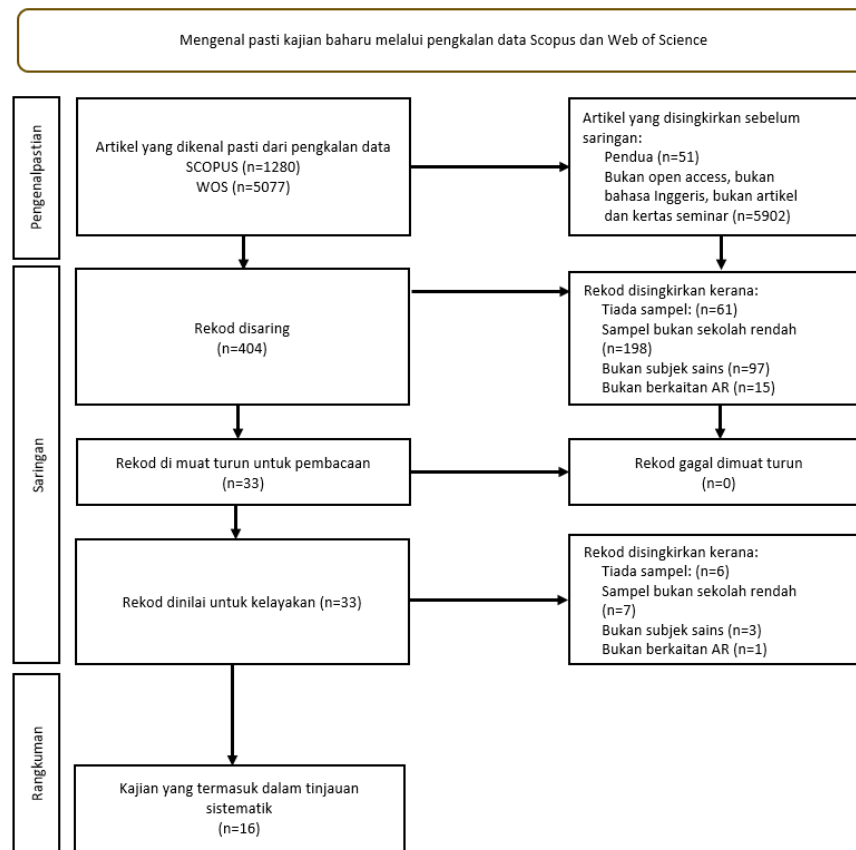 Mengenal pasti kajian baharu melalui pengkalan data Scopus dan Web of Science
Pengenalpastian
Artikel yang dikenal pasti dari pengkalan data
SCOPUS (n=1280)
WOS (n=5077)
Artikel yang disingkirkan sebelum
saringan:
Pendua (n=51)
Bukan open access, bukan
bahasa Inggeris, bukan artikel
dan kertas seminar (n=5902)
Saringan
Rekod disaring
(n=404)
Rekod disingkirkan kerana:
Tiada sampel: (n=61)
Sampel bukan sekolah rendah
(n=198)
Bukan subjek sains (n=97)
Bukan berkaitan AR (n=15)
Rekod di muat turun untuk pembacaan
(n=33)
Rekod gagal dimuat turun
(n=0)
Rekod dinilai untuk kelayakan (n=33)
Rekod disingkirkan kerana:
Tiada sampel: (n=6)
Sampel bukan sekolah rendah
(n=7)
Bukan subjek sains (n=3)
Bukan berkaitan AR (n=1)
Rangkuman
Kajian yang termasuk dalam tinjauan
sistematik
(n=16)